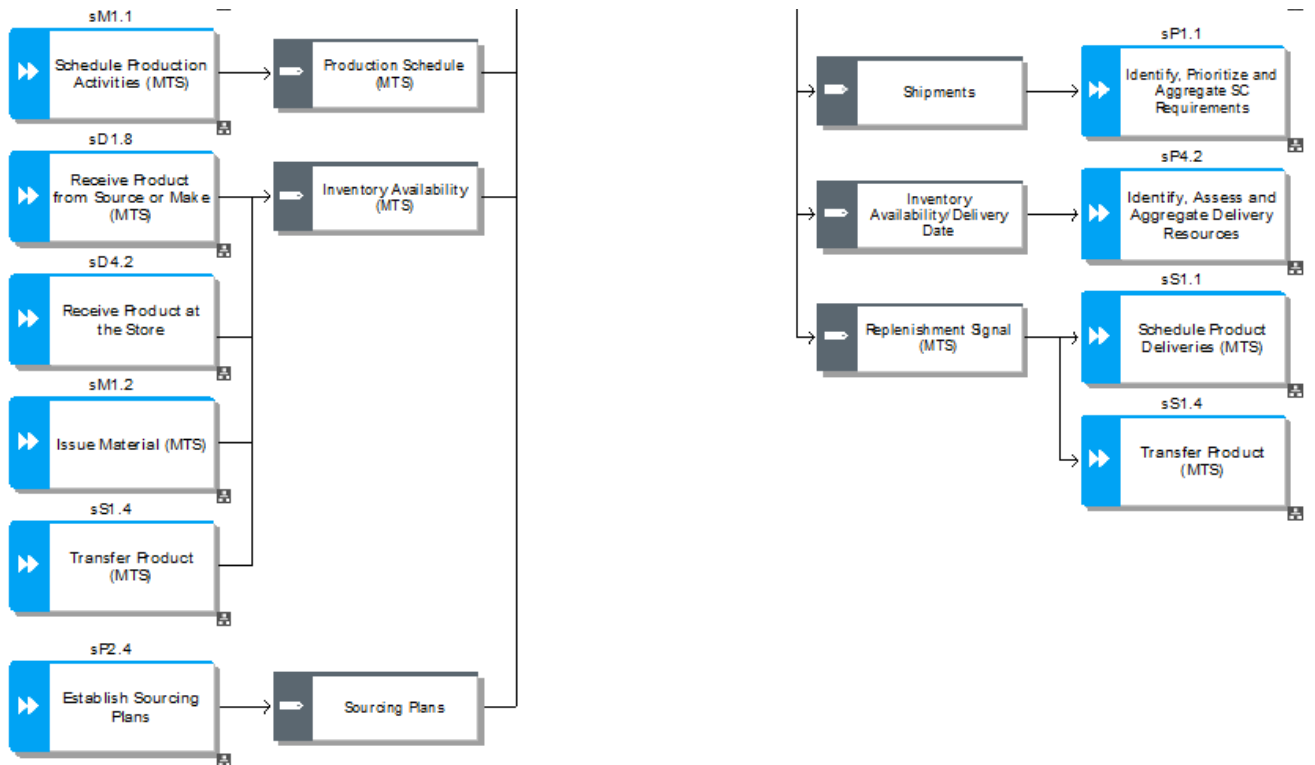 sM1.1
Schedule Production
Activities (MTS)
Production Schedule
(MTS)
sD1.8
Receive Product
from Source or Make
(MTS)
Inventory Availability
(MTS)
sD4.2
Receive Product at
the Store
sM1.2
Issue Material (MTS)
sS1.4
Transfer Product
(MTS)
sP2.4
Establish Sourcing
Plans
Sourcing Plans
Shipments
sP1.1
Identify, Prioritize and
Aggregate SC
Requirements
Inventory
Availability/Delivery
Date
sP4.2
Identify, Assess and
Aggregate Delivery
Resources
Replenishment Signal
(MTS)
sS1.1
Schedule Product
Deliveries (MTS)
sS1.4
Transfer Product
(MTS)